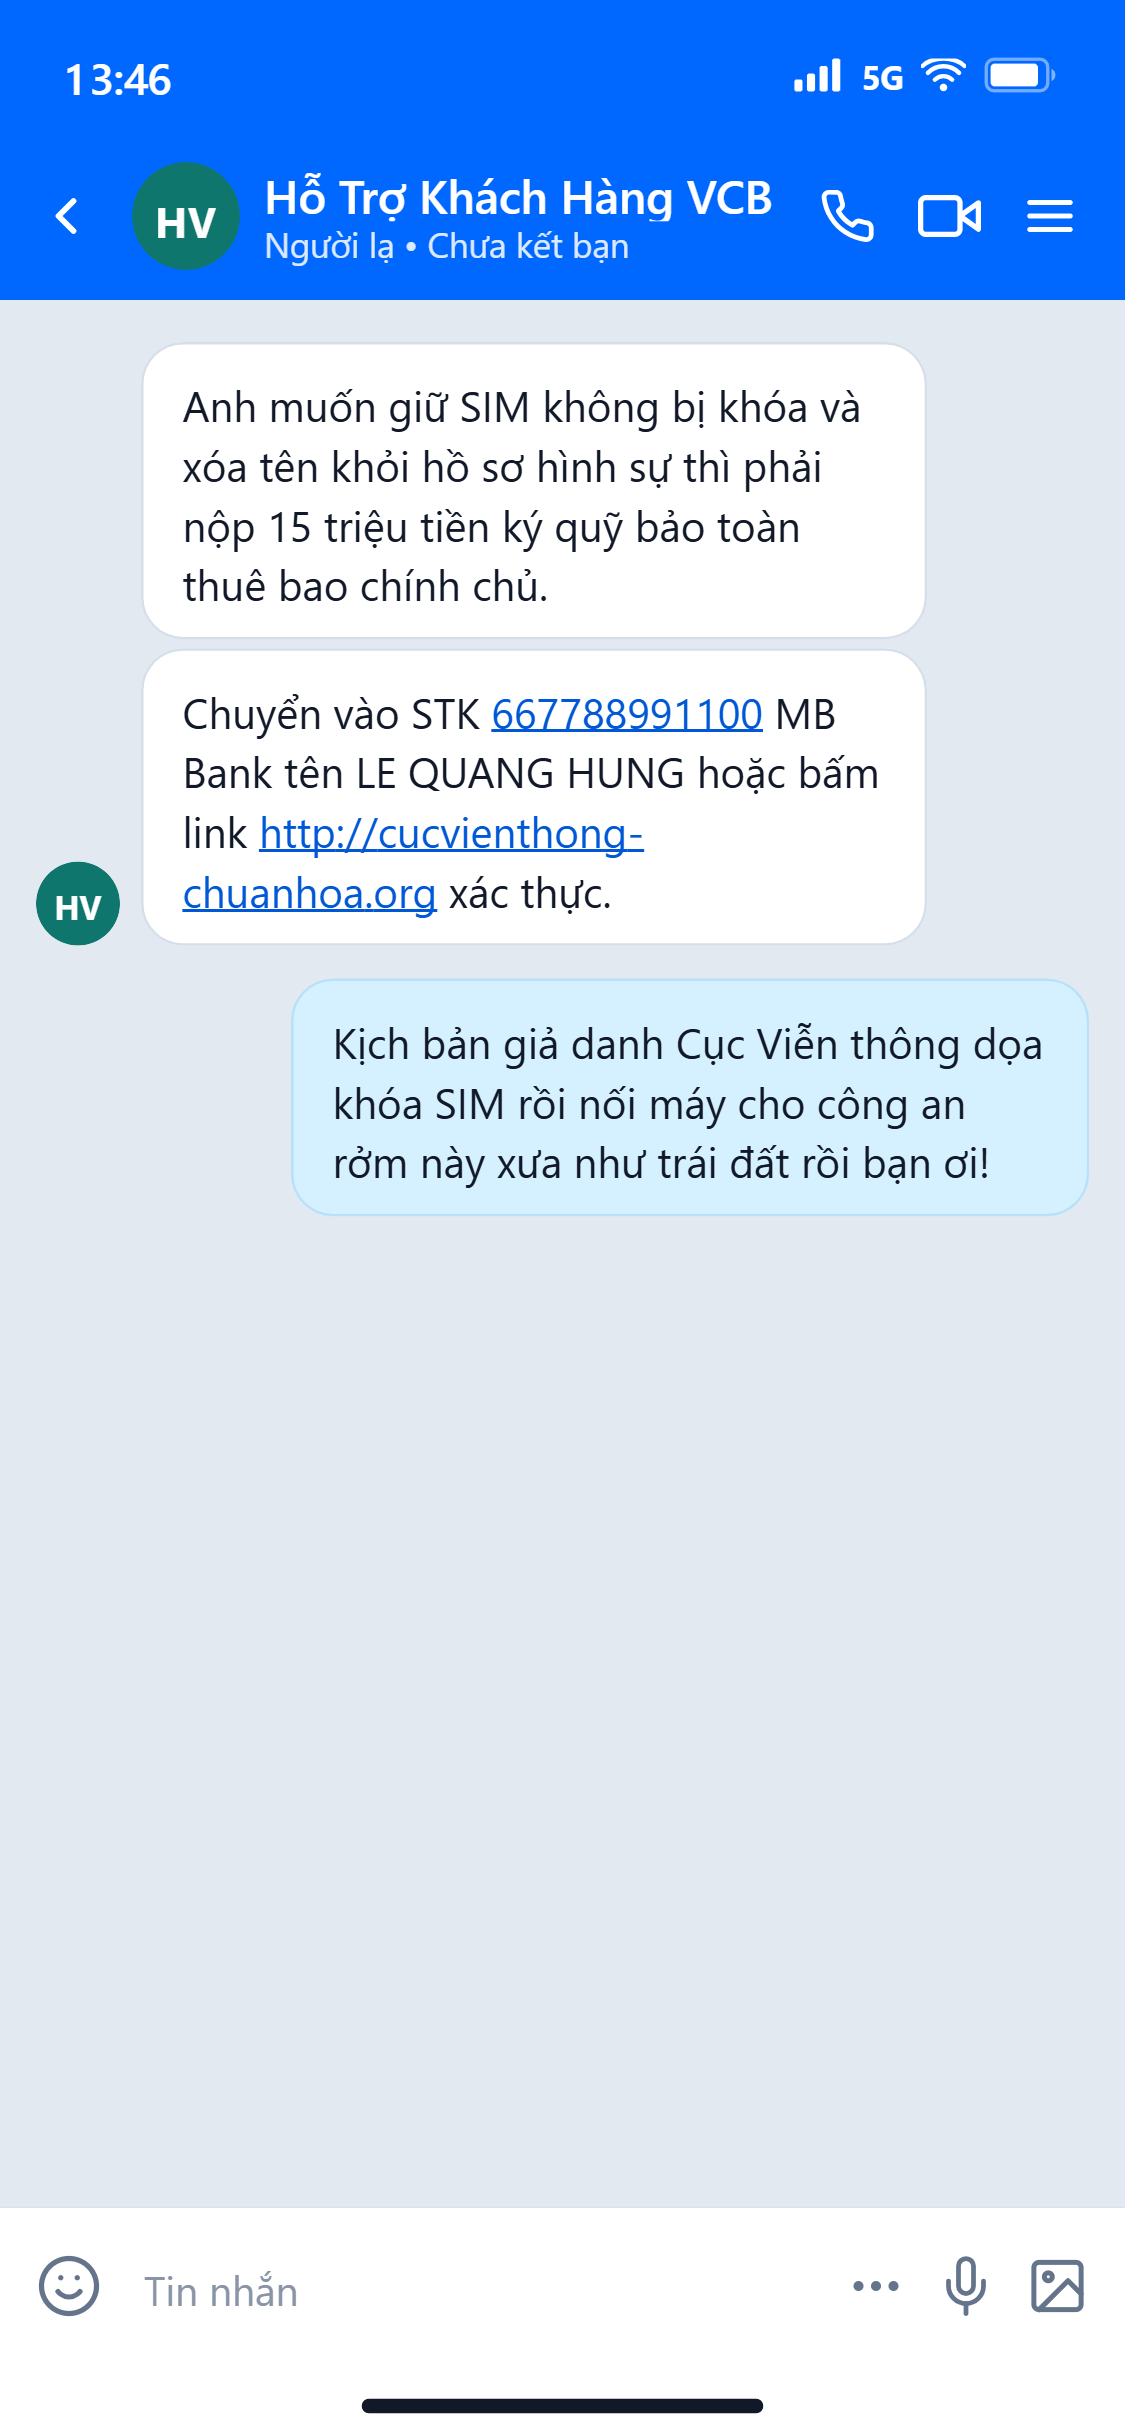 13:46
5G
HV
Hỗ Trợ Khách Hàng VCB
Người lạ • Chưa kết bạn
Anh muốn giữ SIM không bị khóa và
xóa tên khỏi hồ sơ hình sự thì phải
nộp 15 triệu tiền ký quỹ bảo toàn
thuê bao chính chủ.
Chuyển vào STK 667788991100 MB
Bank tên LE QUANG HUNG hoặc bấm
link http://cucvienthong-
chuanhoa.org xác thực.
HV
Kịch bản giả danh Cục Viễn thông dọa
khóa SIM rồi nối máy cho công an
rởm này xưa như trái đất rồi bạn ơi!
Tin nhắn